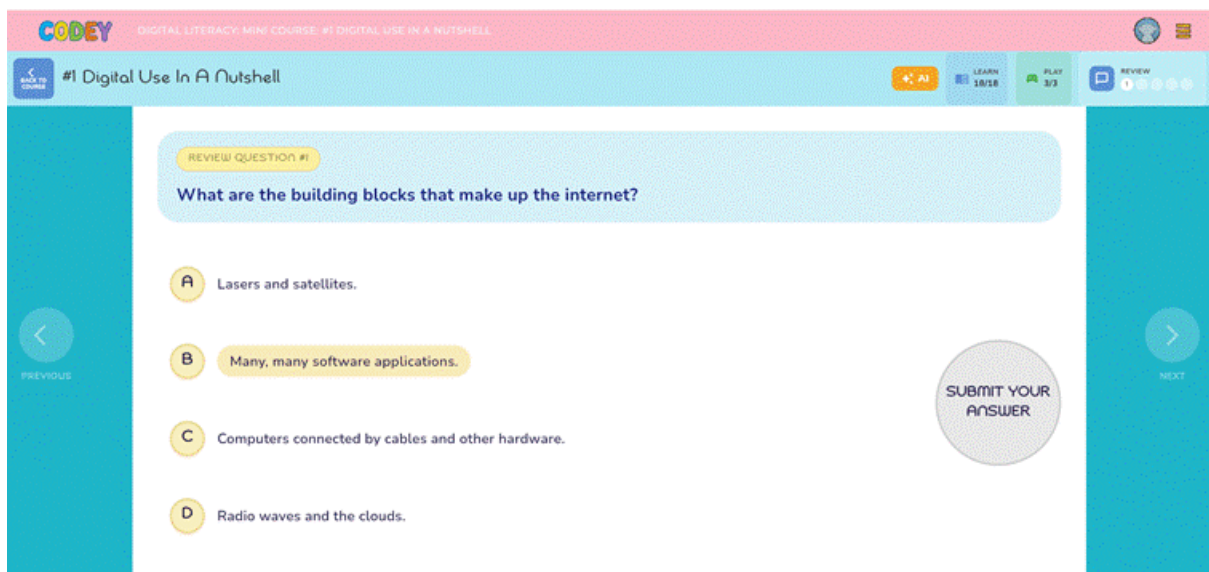 CODEY
DIGITAL LITERACY: MINI COURSE: #1 DIGITAL USE IN A NUTSHELL
BACK TO
COURSE
#1 Digital Use In A Nutshell
AI
LEARN
18/18
PLAY
3/3
REVIEW
1
REVIEW QUESTION #1
What are the building blocks that make up the internet?
A Lasers and satellites.
B Many, many software applications.
C Computers connected by cables and other hardware.
D Radio waves and the clouds.
PREVIOUS
SUBMIT YOUR
ANSWER
NEXT